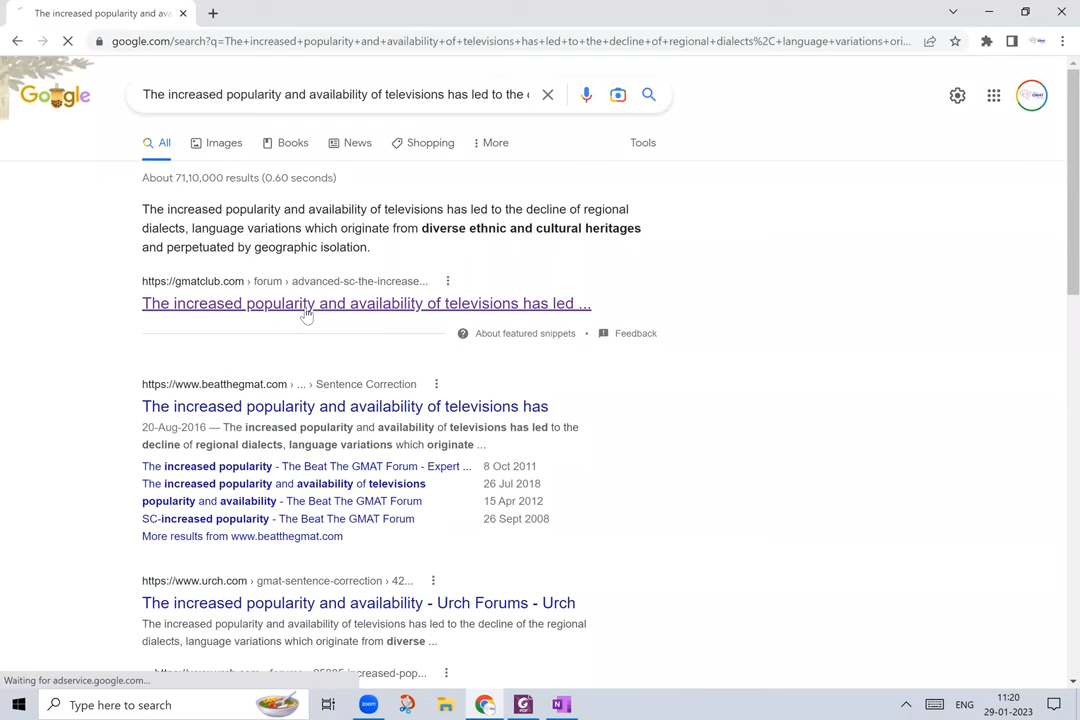 The increased popularity and ava
google.com/search?q=The+increased+popularity+and+availability+of+televisions+has+led+to+the+decline+of+regional+dialects%2C+language+variations+ori...
Google
The increased popularity and availability of televisions has led to the
All Images Books News Shopping More Tools
About 71,10,000 results (0.60 seconds)
The increased popularity and availability of televisions has led to the decline of regional
dialects, language variations which originate from diverse ethnic and cultural heritages
and perpetuated by geographic isolation.
https://gmatclub.com › forum › advanced-sc-the-increase...
The increased popularity and availability of televisions has led ...
About featured snippets • Feedback
https://www.beatthegmat.com › ... › Sentence Correction
The increased popularity and availability of televisions has
20-Aug-2016 — The increased popularity and availability of televisions has led to the
decline of regional dialects, language variations which originate ...
The increased popularity - The Beat The GMAT Forum - Expert ... 8 Oct 2011
The increased popularity and availability of televisions 26 Jul 2018
popularity and availability - The Beat The GMAT Forum 15 Apr 2012
SC-increased popularity - The Beat The GMAT Forum 26 Sept 2008
More results from www.beatthegmat.com
https://www.urch.com › gmat-sentence-correction › 42...
The increased popularity and availability - Urch Forums - Urch
The increased popularity and availability of televisions has led to the decline of the regional
dialects, language variations which originate from diverse ...
Waiting for adservice.google.com...
Type here to search
zoom
ENG
11:20
29-01-2023